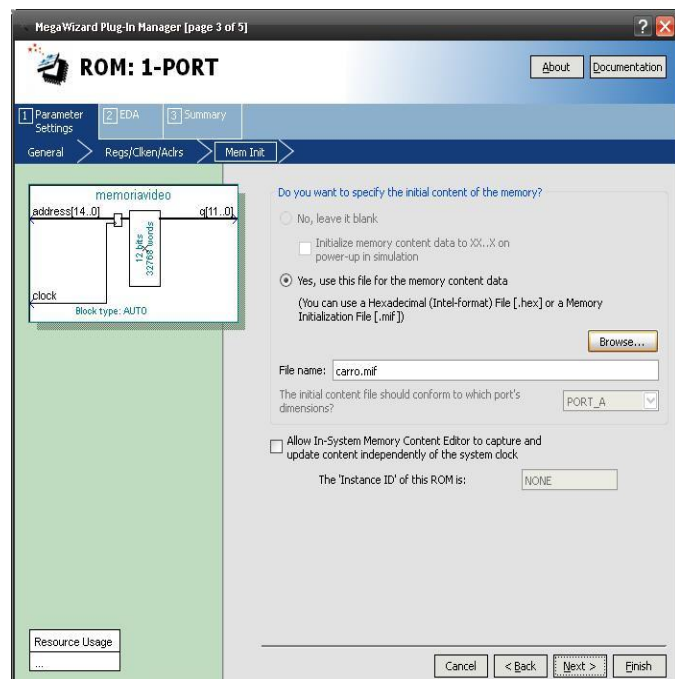 MegaWizard Plug-In Manager [page 3 of 5]
?
X
ROM: 1-PORT
About
Documentation
1 Parameter
Settings
2 EDA
3 Summary
General
Regs/Clken/Aclrs
Mem Init
memoriavideo
address[14..0]
q[11..0]
12 bits
32768 words
clock
Block type: AUTO
Do you want to specify the initial content of the memory?
No, leave it blank
Initialize memory content data to XX..X on
power-up in simulation
Yes, use this file for the memory content data
(You can use a Hexadecimal (Intel-format) File [.hex] or a Memory
Initialization File [.mif])
Browse...
File name: carro.mif
The initial content file should conform to which port's
dimensions?
PORT_A
Allow In-System Memory Content Editor to capture and
update content independently of the system clock
The 'Instance ID' of this ROM is: NONE
Resource Usage
...
Cancel
< Back
Next >
Finish